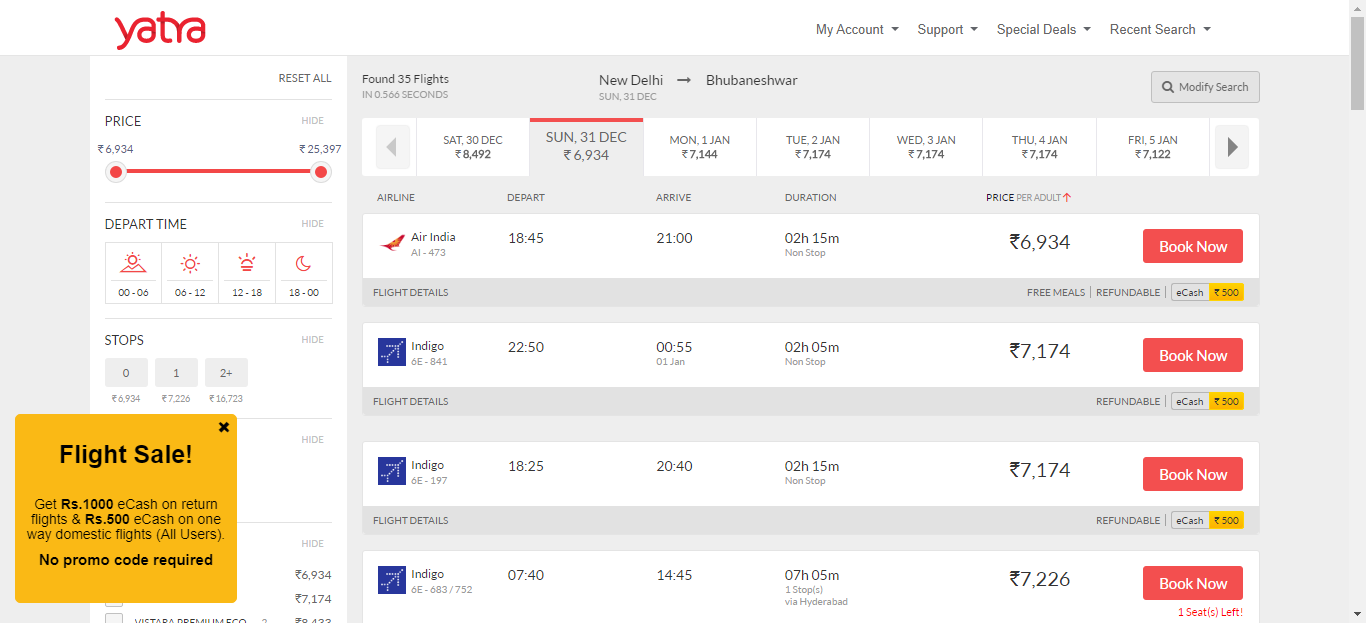 yatra
My Account
Support
Special Deals
Recent Search
RESET ALL
PRICE HIDE
₹6,934 ₹25,397
DEPART TIME HIDE
00 - 06 06 - 12 12 - 18 18 - 00
STOPS HIDE
0 1 2+
₹6,934 ₹7,226 ₹16,723
HIDE
HIDE
₹6,934
₹7,174
Flight Sale!
Get Rs.1000 eCash on return
flights & Rs.500 eCash on one
way domestic flights (All Users).
No promo code required
VISTARA PREMIUM ECO 2 ₹8,433
Found 35 Flights
IN 0.566 SECONDS
New Delhi → Bhubaneshwar
SUN, 31 DEC
Modify Search
SAT, 30 DEC
₹8,492
SUN, 31 DEC
₹6,934
MON, 1 JAN
₹7,144
TUE, 2 JAN
₹7,174
WED, 3 JAN
₹7,174
THU, 4 JAN
₹7,174
FRI, 5 JAN
₹7,122
AIRLINE DEPART ARRIVE DURATION PRICE PER ADULT
Air India 18:45 21:00 02h 15m ₹6,934 Book Now
AI - 473 Non Stop
FLIGHT DETAILS FREE MEALS | REFUNDABLE | eCash ₹500
Indigo 22:50 00:55 02h 05m ₹7,174 Book Now
6E - 841 01 Jan Non Stop
FLIGHT DETAILS REFUNDABLE | eCash ₹500
Indigo 18:25 20:40 02h 15m ₹7,174 Book Now
6E - 197 Non Stop
FLIGHT DETAILS REFUNDABLE | eCash ₹500
Indigo 07:40 14:45 07h 05m ₹7,226 Book Now
6E - 683 / 752 1 Stop(s)
via Hyderabad
1 Seat(s) Left!